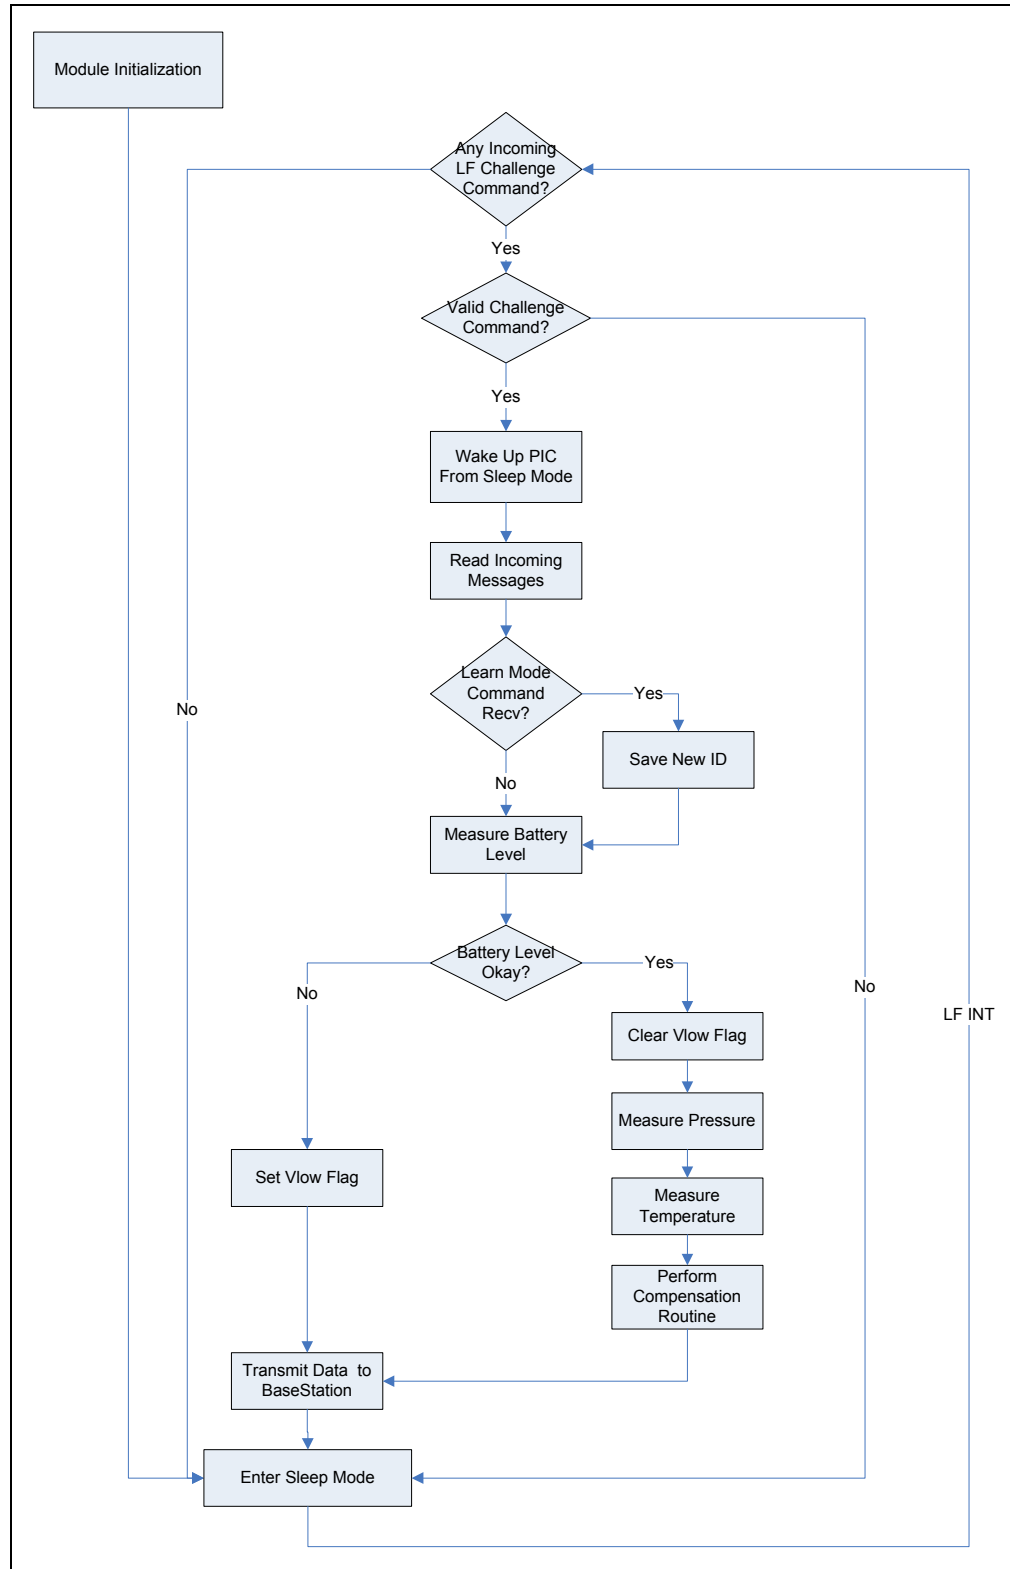 Module Initialization
Any Incoming
LF Challenge
Command?
Yes
Valid Challenge
Command?
Yes
Wake Up PIC
From Sleep Mode
Read Incoming
Messages
Learn Mode
Command
Recv?
Yes
No
Save New ID
No
Measure Battery
Level
Battery Level
Okay?
Yes
No
No
LF INT
Clear Vlow Flag
Measure Pressure
Set Vlow Flag
Measure
Temperature
Perform
Compensation
Routine
Transmit Data to
BaseStation
Enter Sleep Mode